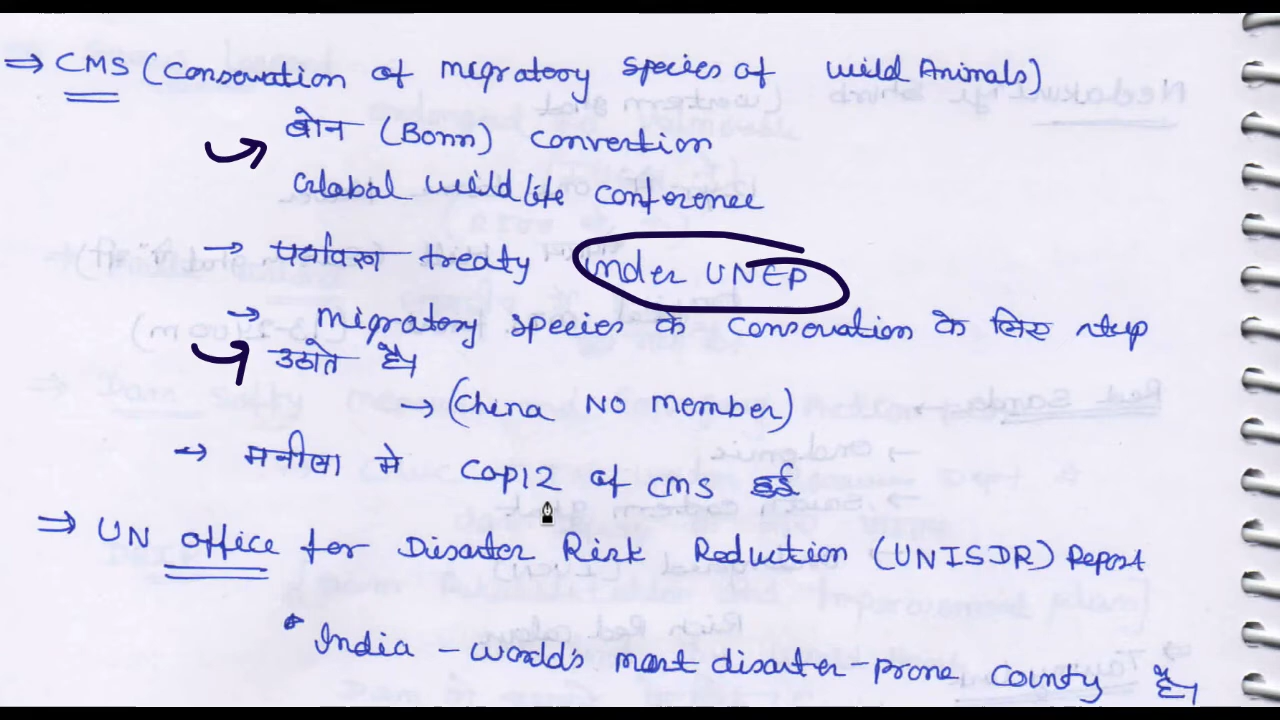 ⇒ CMS (Conservation of migratory species of wild Animals)
बोन (Bonn) convention
Global wildlife conference
→ पर्यावरण treaty under UNEP
→ Migratory species के conservation के लिए step
उठाते है।
→ (China NO Member)
→ मनीला मे COP12 of CMS हुई
⇒ UN office for Disaster Risk Reduction (UNISDR) Report
* India - world's most disaster-prone county है।